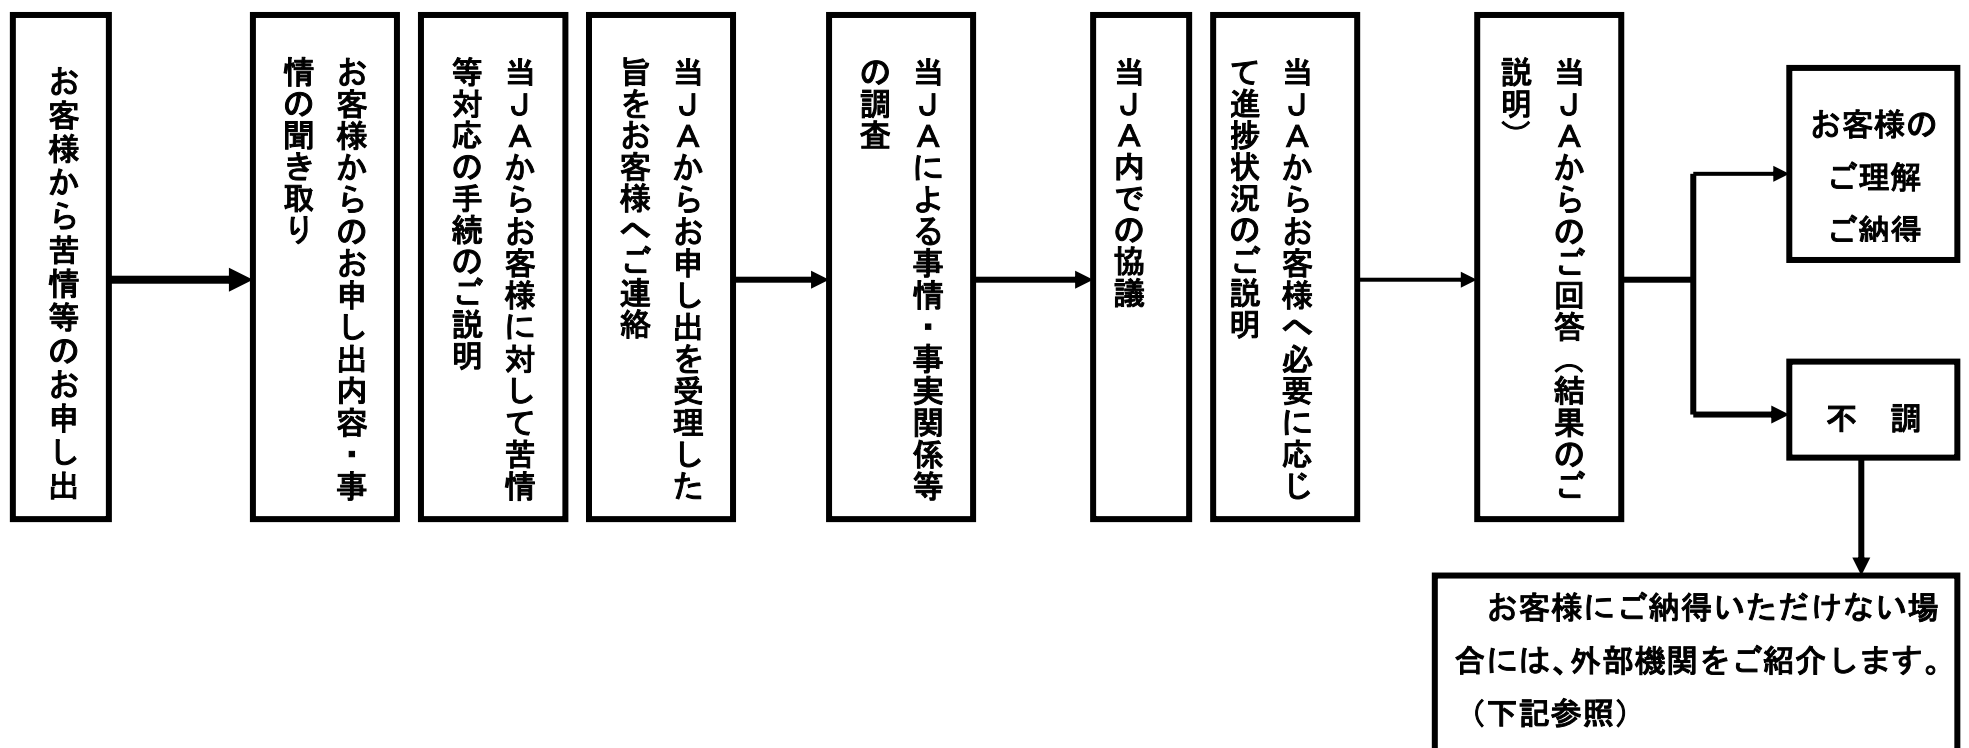 お客様から苦情等のお申し出
お客様からのお申し出内容・事
情の聞き取り
当ＪＡからお客様に対して苦情
等対応の手続のご説明
当ＪＡからお申し出を受理した
旨をお客様へご連絡
当ＪＡによる事情・事実関係等
の調査
当ＪＡ内での協議
当ＪＡからお客様へ必要に応じ
て進捗状況のご説明
当ＪＡからのご回答（結果のご
説明）
お客様の
ご理解
ご納得
不　調
お客様にご納得いただけない場
合には、外部機関をご紹介します。
（下記参照）